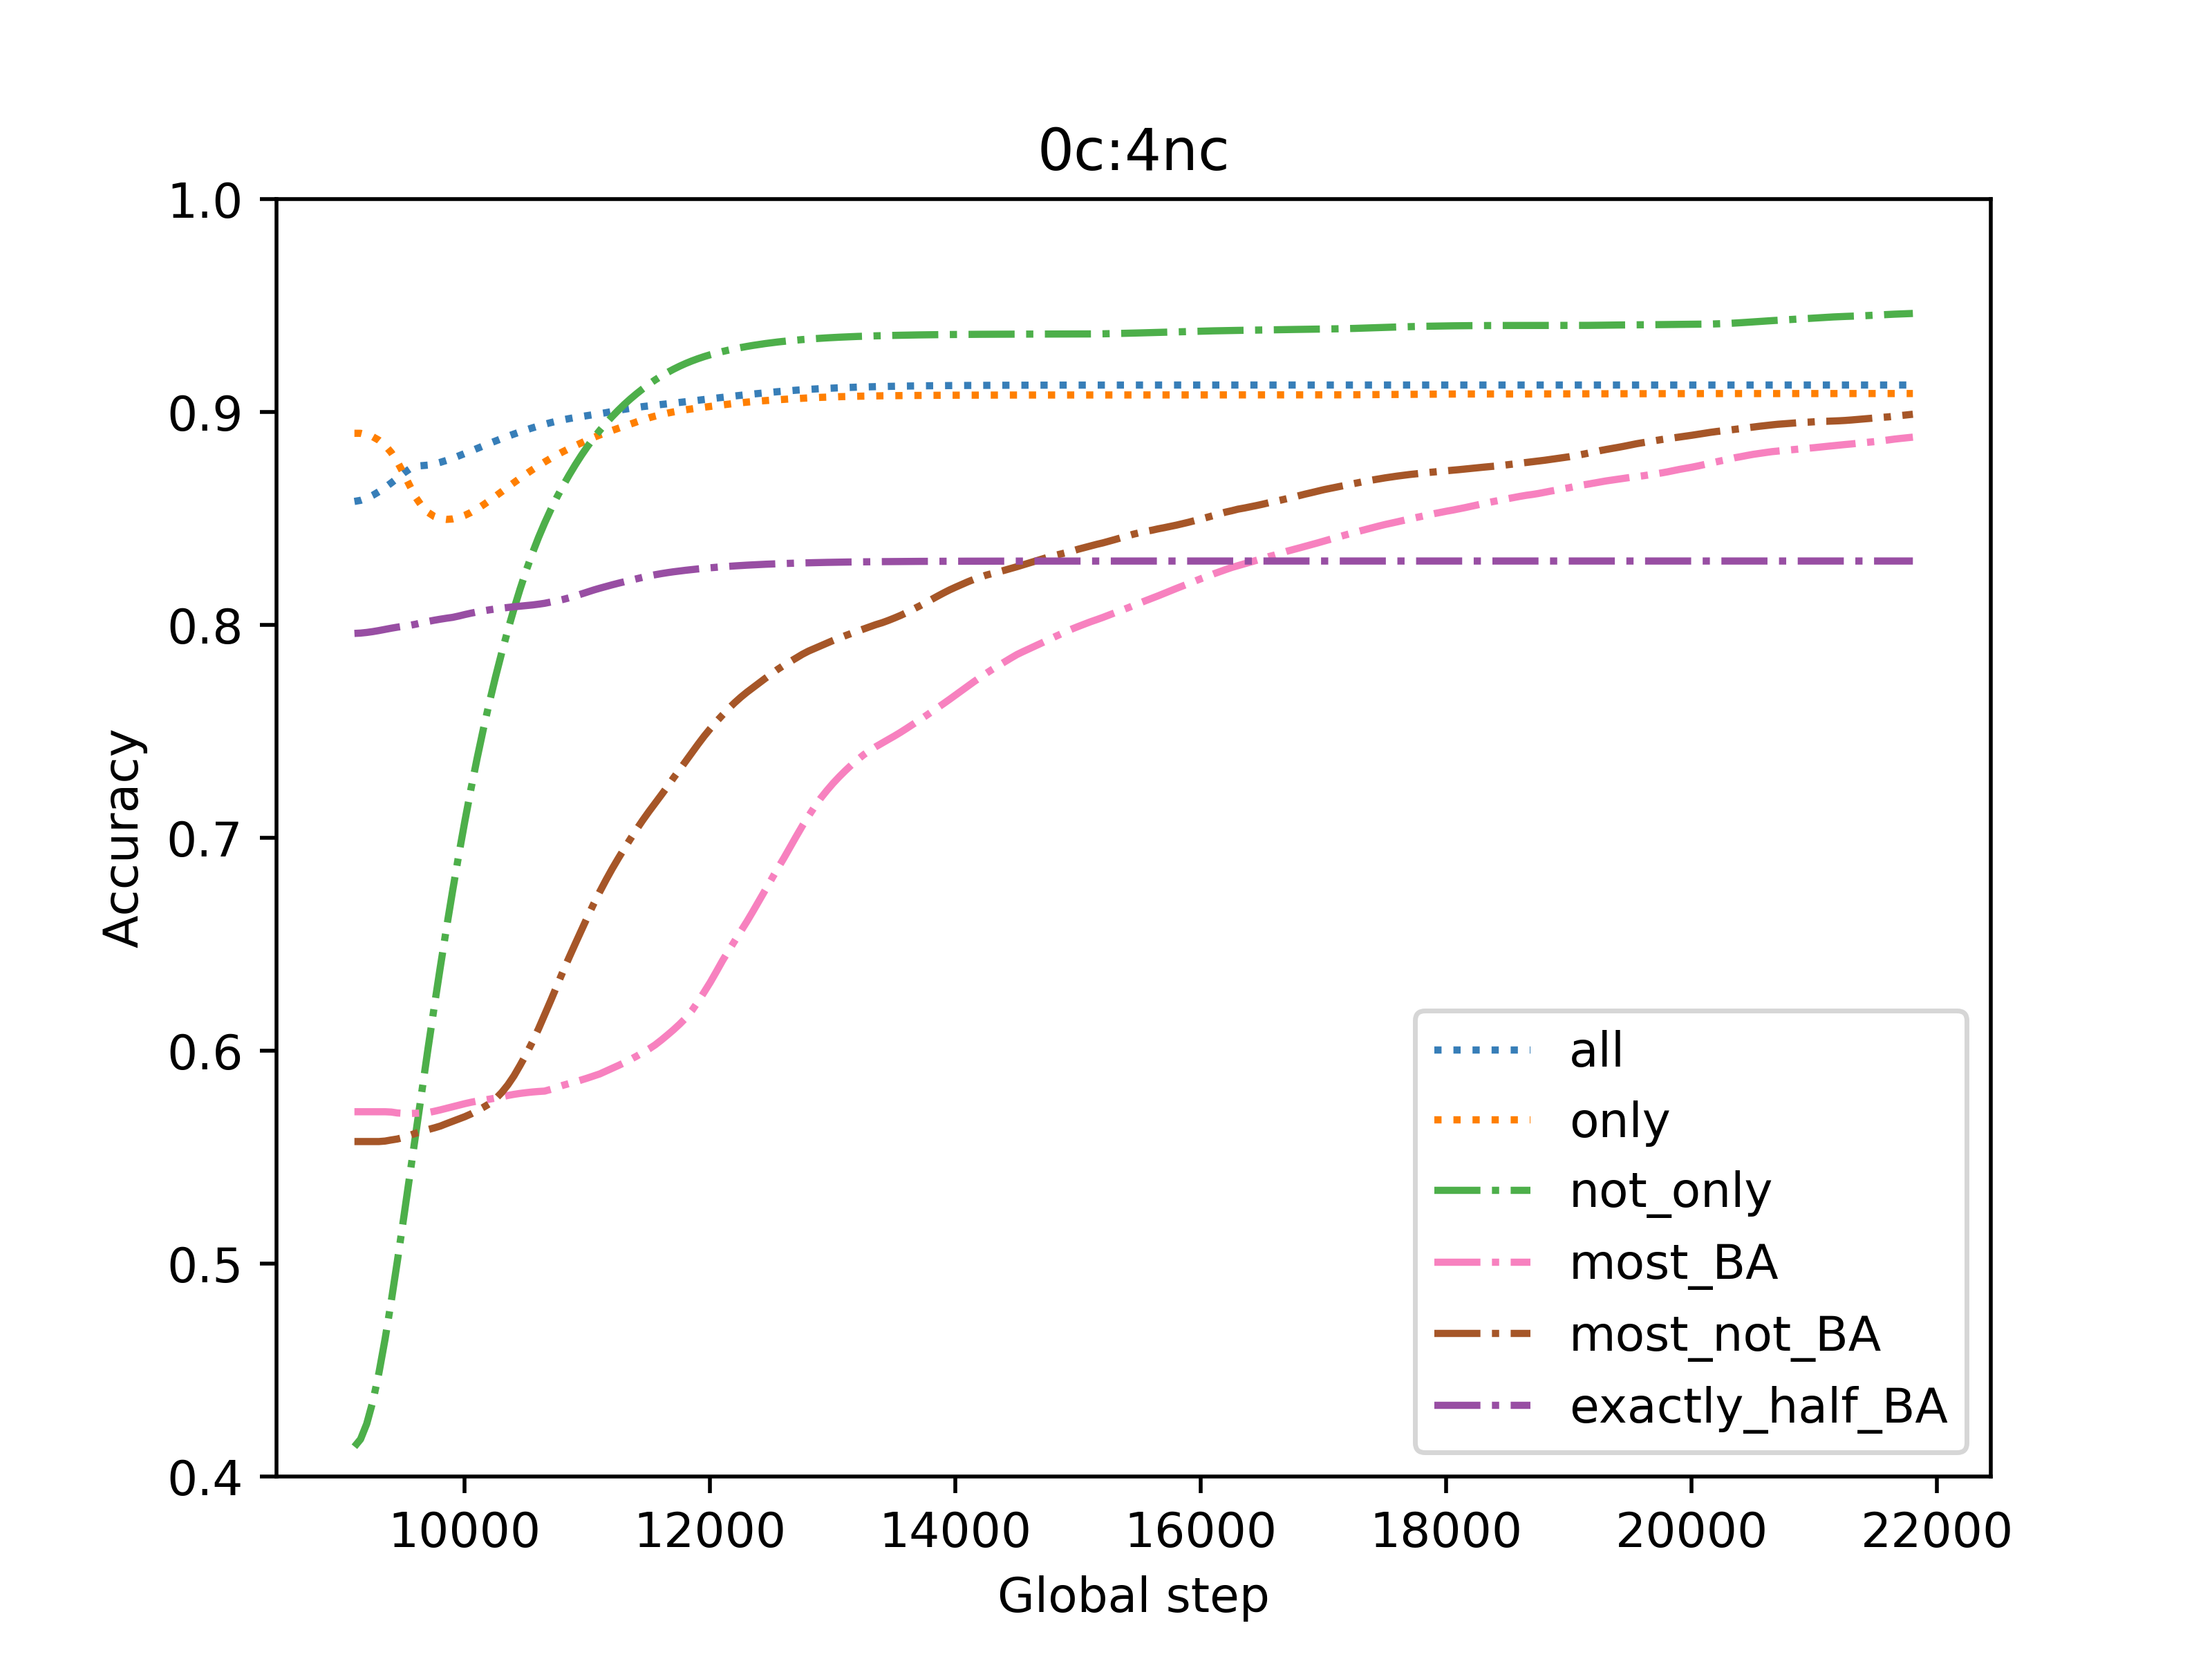 0c:4nc
1.0
0.9
0.8
0.7
0.6
0.5
0.4
Accuracy
all
only
not_only
most_BA
most_not_BA
exactly_half_BA
10000 12000 14000 16000 18000 20000 22000
Global step